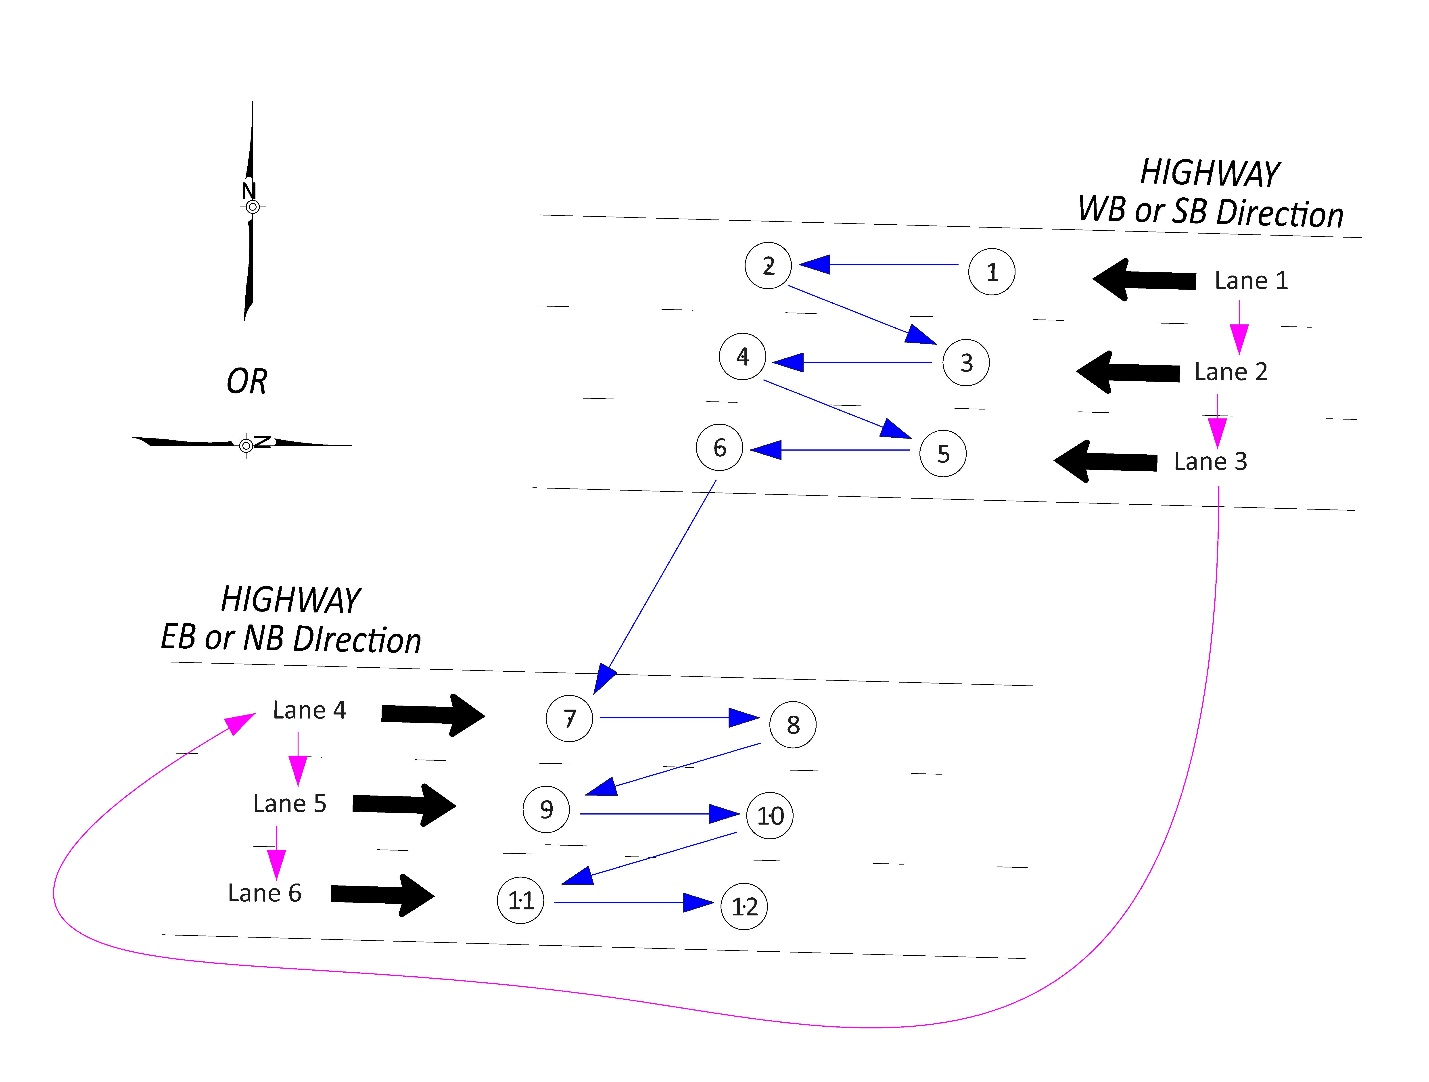 HIGHWAY
WB or SB Direction
N
2
1
Lane 1
4
3
Lane 2
OR
N
6
5
Lane 3
HIGHWAY
EB or NB DIrection
Lane 4
7
8
Lane 5
9
10
Lane 6
11
12